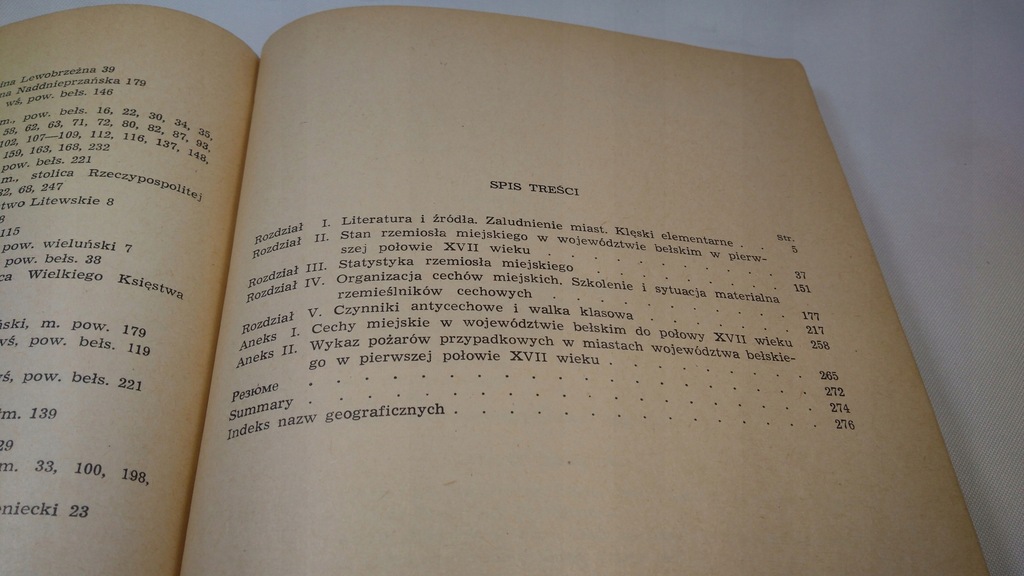 ina Lewobrzeżna 39
na Naddnieprzańska 179
wś, pow. bełs. 146
m., pow. bełs. 16, 22, 30, 34, 35,
58, 62, 63, 71, 72, 80, 82, 87, 93,
102, 107—109, 112, 116, 137, 148,
159, 163, 168, 232
pow. bełs. 221
m., stolica Rzeczypospolitej
32, 68, 247
two Litewskie 8
8
115
pow. wieluński 7
pow. bełs. 38
ca Wielkiego Księstwa
ński, m. pow. 179
wś, pow. bełs. 119
ś, pow. bełs. 221
m. 139
29
m. 33, 100, 198,
eniecki 23
SPIS TREŚCI
str.
Rozdział I. Literatura i źródła. Zaludnienie miast. Klęski elementarne . . 5
Rozdział II. Stan rzemiosła miejskiego w województwie bełskim w pierw-
szej połowie XVII wieku . . . . . . . . . . 37
Rozdział III. Statystyka rzemiosła miejskiego 151
Rozdział IV. Organizacja cechów miejskich. Szkolenie i sytuacja materialna
rzemieślników cechowych . . . . . . . . . . 177
Rozdział V. Czynniki antycechowe i walka klasowa . . . . . . . 217
Aneks I. Cechy miejskie w województwie bełskim do połowy XVII wieku 258
Aneks II. Wykaz pożarów przypadkowych w miastach województwa bełskie-
go w pierwszej połowie XVII wieku . . . . . . . . 265
Резюме . . . . . . . . . . . . . . . . . 272
Summary . . . . . . . . . . . . . . . . . 274
Indeks nazw geograficznych . . . . . . . . . . . . . 276